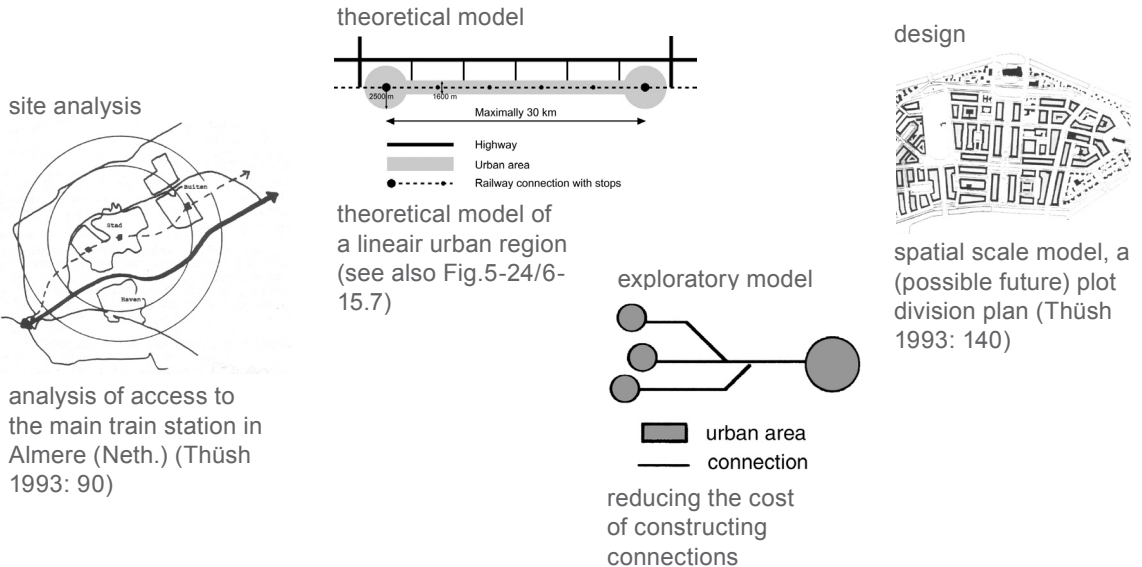 site analysis
Buiten
Stad
Haven
analysis of access to
the main train station in
Almere (Neth.) (Thüsh
1993: 90)
theoretical model
2500 m
1600 m
Maximally 30 km
Highway
Urban area
Railway connection with stops
theoretical model of
a lineair urban region
(see also Fig.5-24/6-
15.7)
exploratory model
urban area
connection
reducing the cost
of constructing
connections
design
spatial scale model, a
(possible future) plot
division plan (Thüsh
1993: 140)